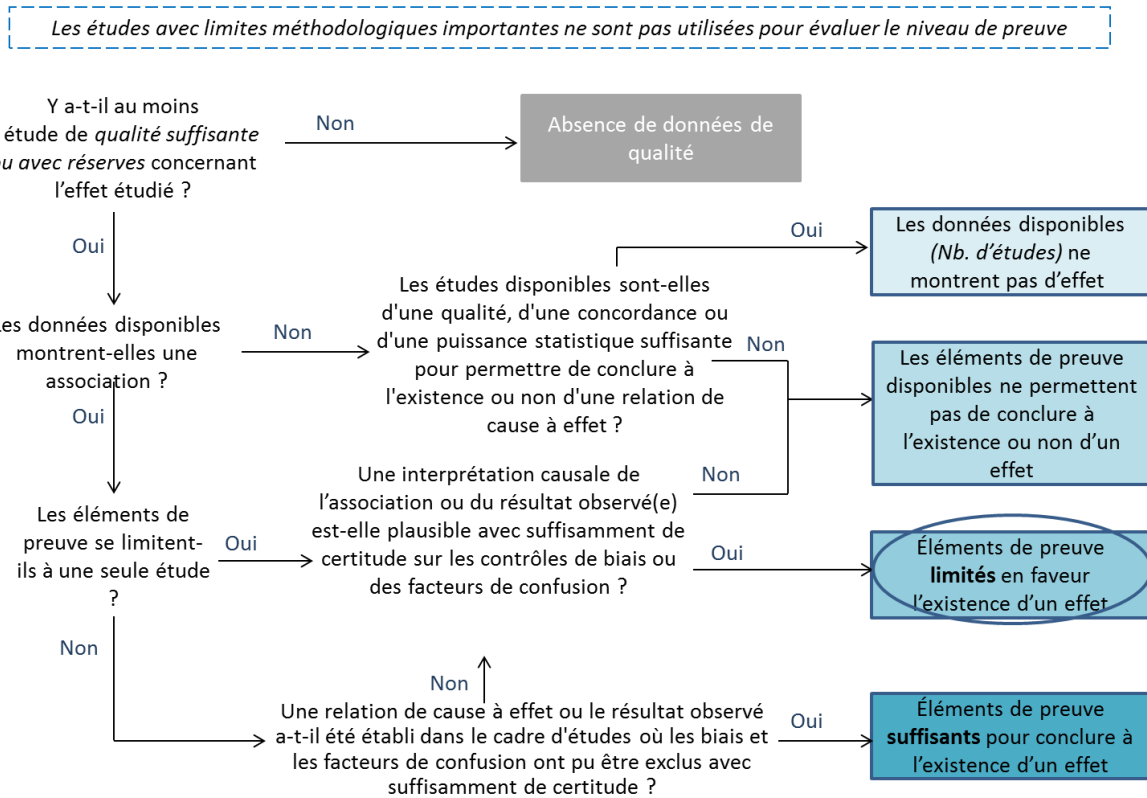 Les études avec limites méthodologiques importantes ne sont pas utilisées pour évaluer le niveau de preuve
Y a-t-il au moins
étude de qualité suffisante
ou avec réserves concernant
l'effet étudié ?
Non
Absence de données de
qualité
Oui
Les données disponibles
montrent-elles une
association ?
Non
Les études disponibles sont-elles
d'une qualité, d'une concordance ou
d'une puissance statistique suffisante
pour permettre de conclure à
l'existence ou non d'une relation de
cause à effet ?
Oui
Les données disponibles
(Nb. d'études) ne
montrent pas d'effet
Non
Les éléments de preuve
disponibles ne permettent
pas de conclure à
l'existence ou non d'un
effet
Oui
Les éléments de
preuve se limitent-
ils à une seule étude
?
Oui
Une interprétation causale de
l'association ou du résultat observé(e)
est-elle plausible avec suffisamment de
certitude sur les contrôles de biais ou
des facteurs de confusion ?
Non
Oui
Éléments de preuve
limités en faveur
l'existence d'un effet
Non
Non
Une relation de cause à effet ou le résultat observé
a-t-il été établi dans le cadre d'études où les biais et
les facteurs de confusion ont pu être exclus avec
suffisamment de certitude ?
Oui
Éléments de preuve
suffisants pour conclure à
l'existence d'un effet